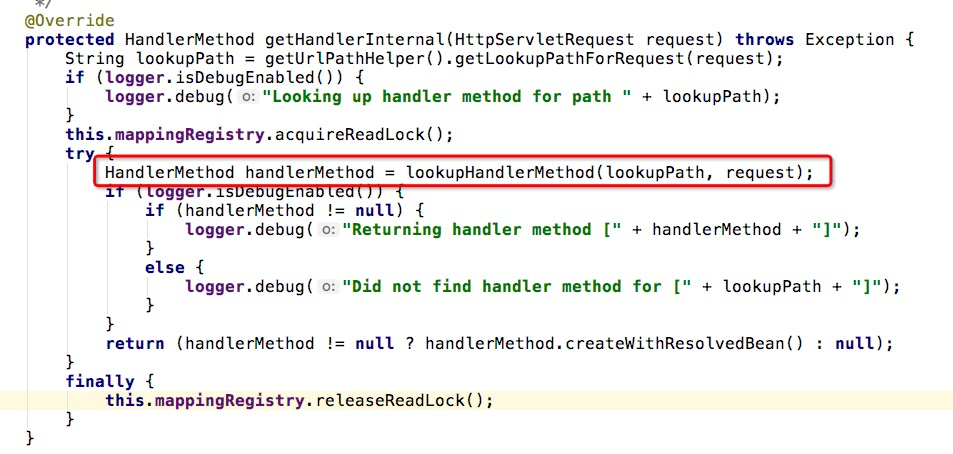 */
@Override
protected HandlerMethod getHandlerInternal(HttpServletRequest request) throws Exception {
    String lookupPath = getUrlPathHelper().getLookupPathForRequest(request);
    if (logger.isDebugEnabled()) {
        logger.debug( o: "Looking up handler method for path " + lookupPath);
    }
    this.mappingRegistry.acquireReadLock();
    try {
        HandlerMethod handlerMethod = lookupHandlerMethod(lookupPath, request);
        if (logger.isDebugEnabled()) {
            if (handlerMethod != null) {
                logger.debug( o: "Returning handler method [" + handlerMethod + "]");
            }
            else {
                logger.debug( o: "Did not find handler method for [" + lookupPath + "]");
            }
        }
        return (handlerMethod != null ? handlerMethod.createWithResolvedBean() : null);
    }
    finally {
        this.mappingRegistry.releaseReadLock();
    }
}